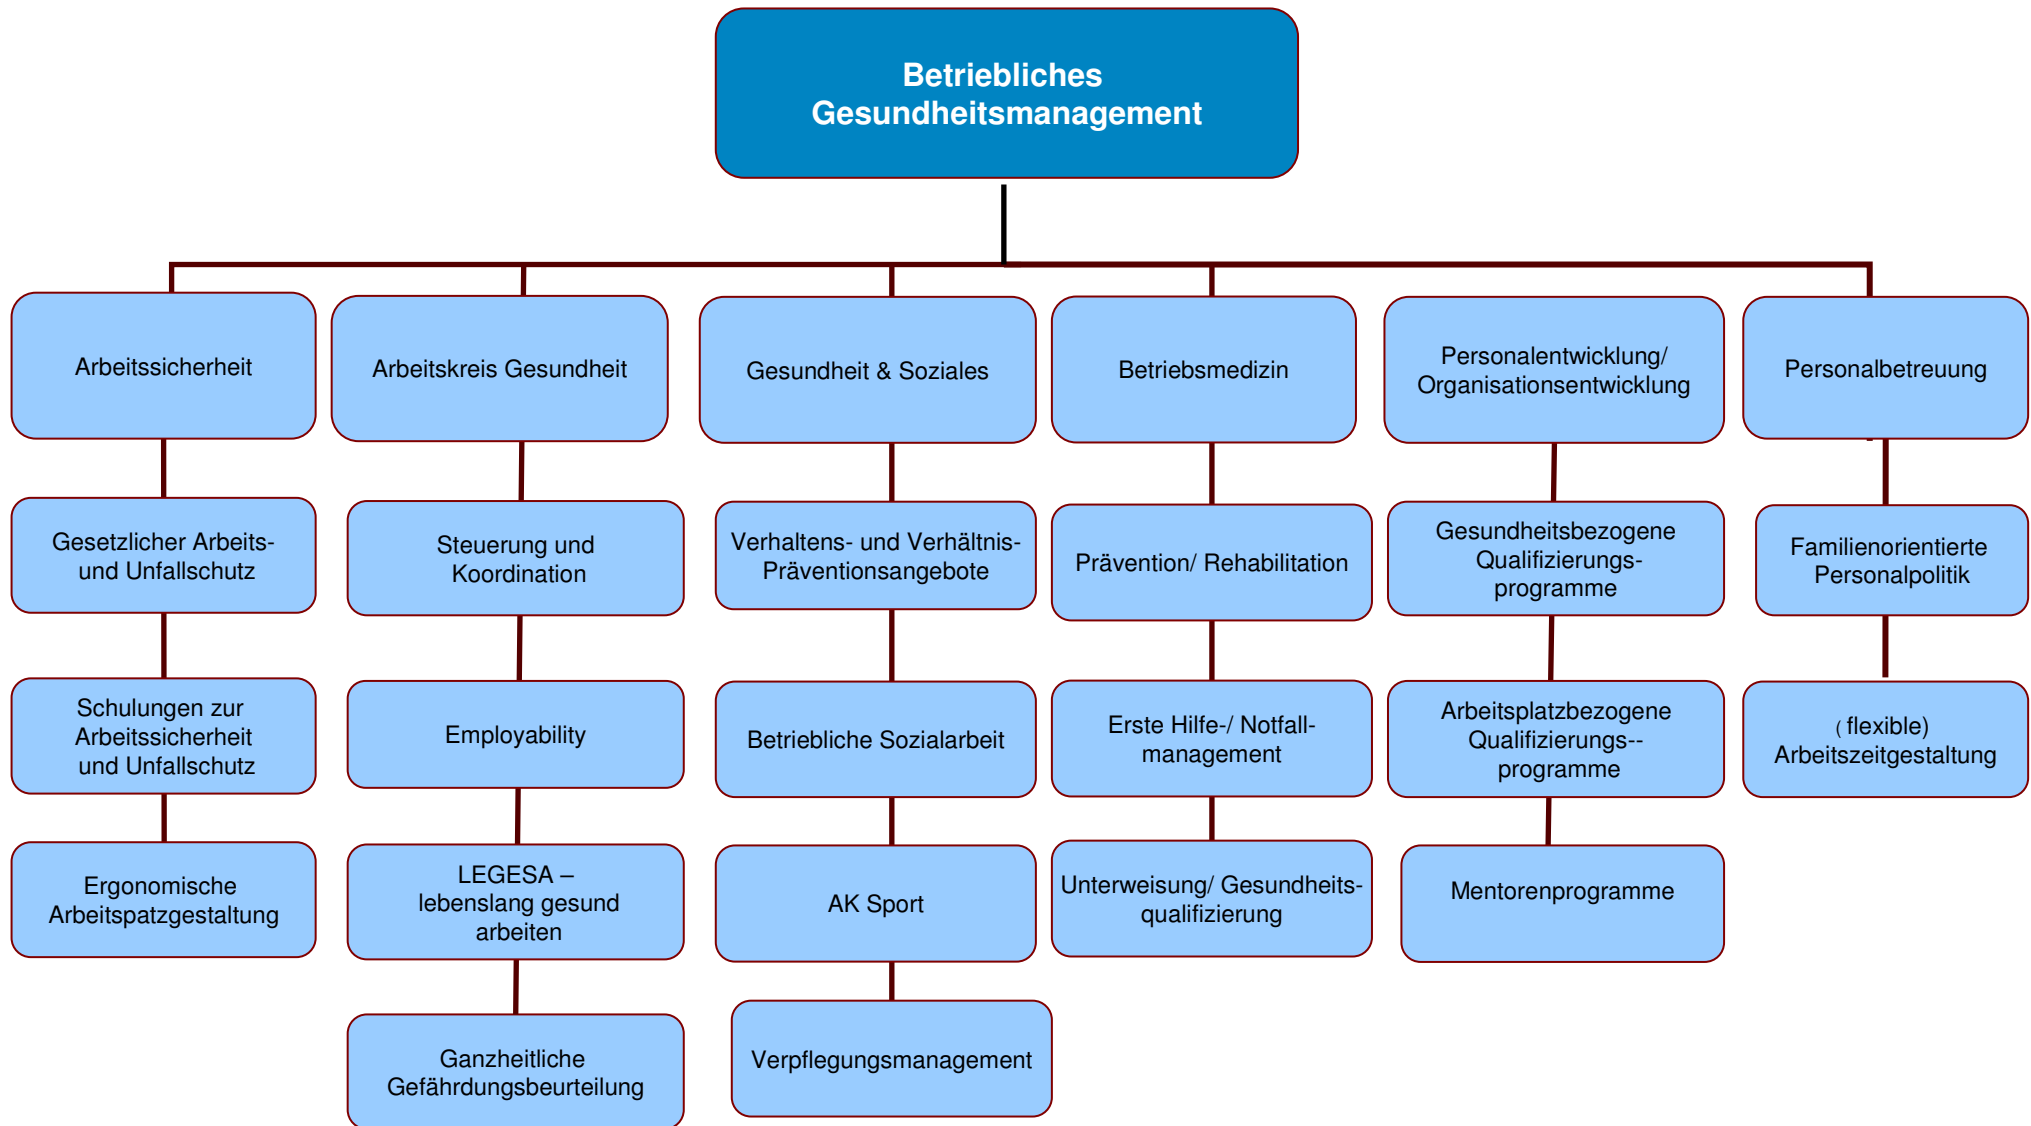 Betriebliches
Gesundheitsmanagement
Arbeitssicherheit
Arbeitskreis Gesundheit
Gesundheit & Soziales
Betriebsmedizin
Personalentwicklung/
Organisationsentwicklung
Personalbetreuung
Gesetzlicher Arbeits-
und Unfallschutz
Steuerung und
Koordination
Verhaltens- und Verhältnis-
Präventionsangebote
Prävention/ Rehabilitation
Gesundheitsbezogene
Qualifizierungs-
programme
Familienorientierte
Personalpolitik
Schulungen zur
Arbeitssicherheit
und Unfallschutz
Employability
Betriebliche Sozialarbeit
Erste Hilfe-/ Notfall-
management
Arbeitsplatzbezogene
Qualifizierungs--
programme
( flexible)
Arbeitszeitgestaltung
Ergonomische
Arbeitspatzgestaltung
LEGESA –
lebenslang gesund
arbeiten
AK Sport
Unterweisung/ Gesundheits-
qualifizierung
Mentorenprogramme
Ganzheitliche
Gefährdungsbeurteilung
Verpflegungsmanagement